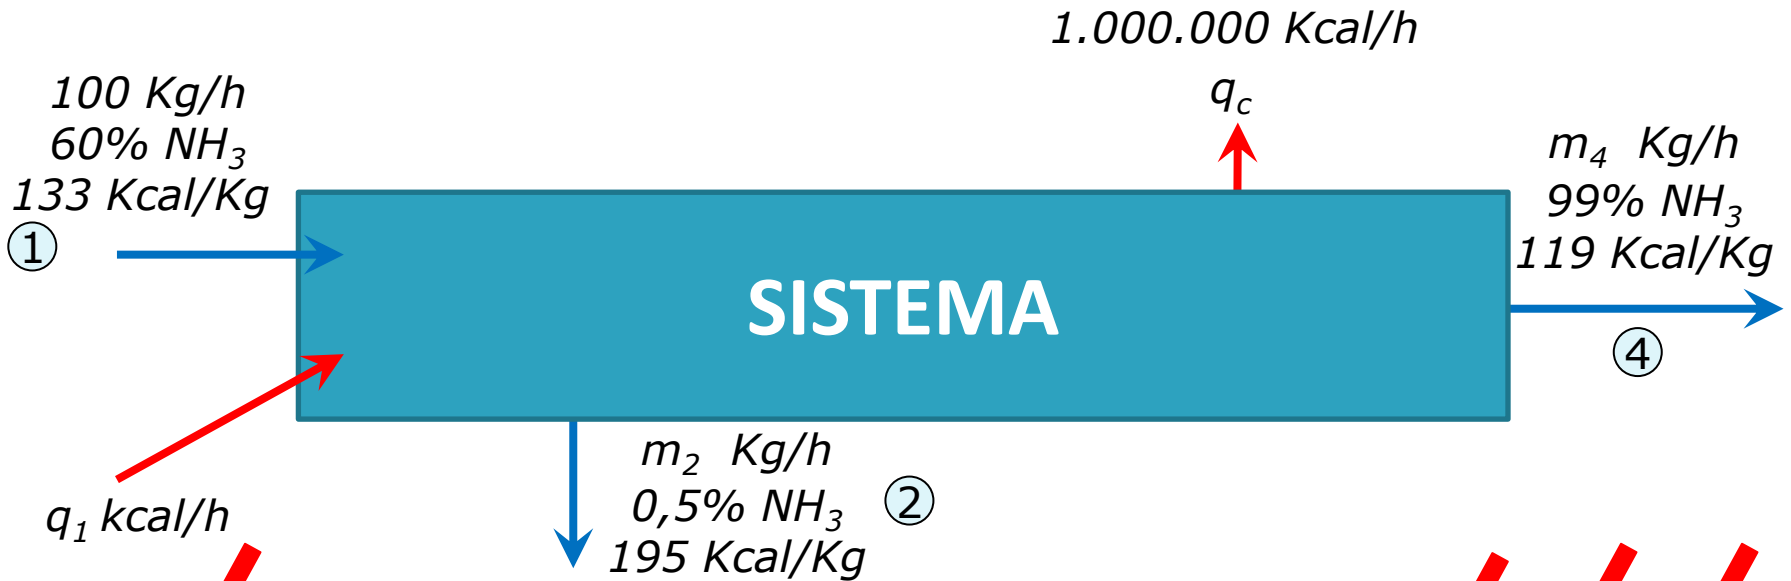 1.000.000 Kcal/h
q_c
100 Kg/h
60% NH₃
133 Kcal/Kg
1
m₄ Kg/h
99% NH₃
119 Kcal/Kg
4
SISTEMA
q₁ kcal/h
m₂ Kg/h
0,5% NH₃
195 Kcal/Kg
2